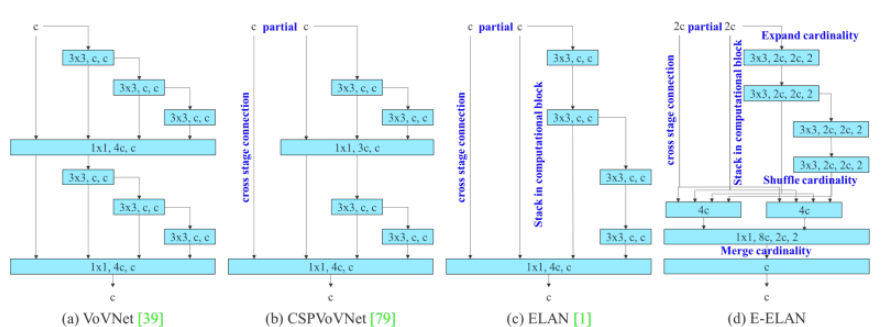 c
3x3, c, c
3x3, c, c
3x3, c, c
1x1, 4c, c
3x3, c, c
3x3, c, c
3x3, c, c
1x1, 4c, c
c
(a) VoVNet [39]
c partial c
cross stage connection
3x3, c, c
3x3, c, c
1x1, 3c, c
3x3, c, c
3x3, c, c
1x1, 4c, c
c
(b) CSPVoVNet [79]
c partial c
cross stage connection
Stack in computational block
3x3, c, c
3x3, c, c
3x3, c, c
3x3, c, c
1x1, 4c, c
c
(c) ELAN [1]
2c partial 2c
cross stage connection
Stack in computational block
Expand cardinality
3x3, 2c, 2c, 2
3x3, 2c, 2c, 2
3x3, 2c, 2c, 2
3x3, 2c, 2c, 2
Shuffle cardinality
4c 4c
1x1, 8c, 2c, 2
Merge cardinality
c
c
(d) E-ELAN